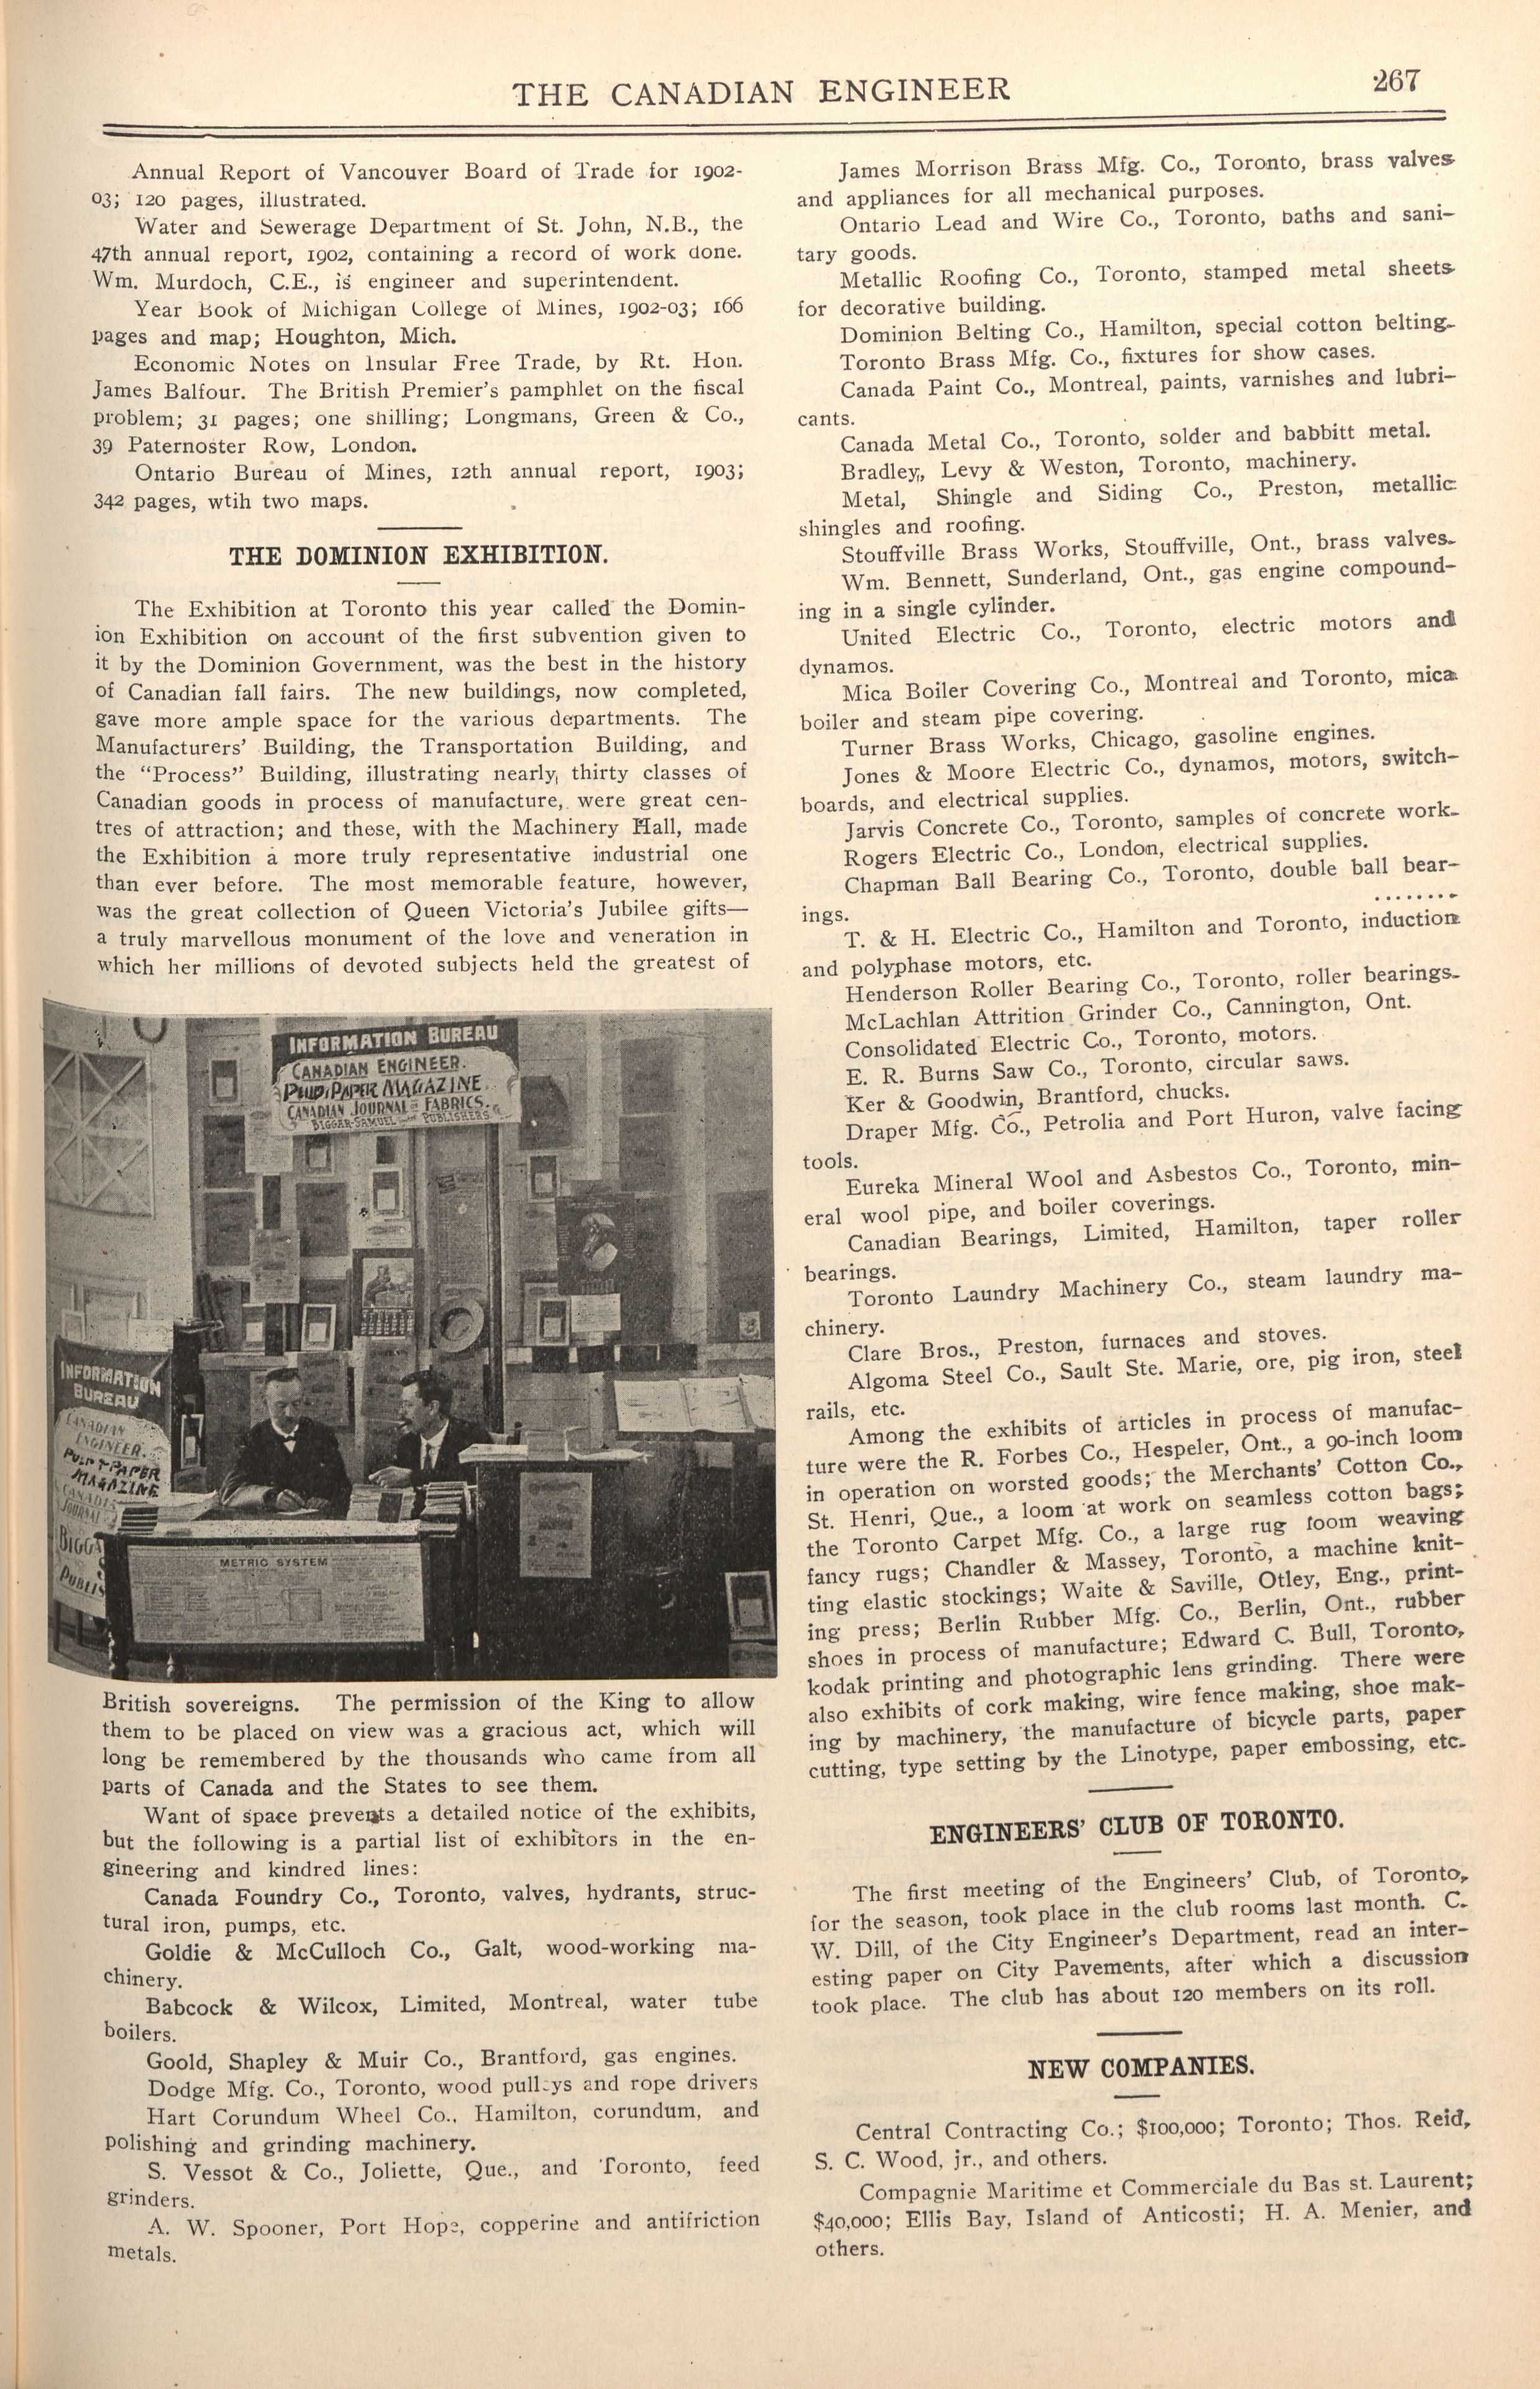 THE CANADIAN ENGINEER
267
Annual Report of Vancouver Board of Trade for 1902-
03; 120 pages, illustrated.
Water and Sewerage Department of St. John, N.B., the
47th annual report, 1902, containing a record of work done.
Wm. Murdoch, C.E., is engineer and superintendent.
Year Book of Michigan College of Mines, 1902-03; 166
pages and map; Houghton, Mich.
Economic Notes on Insular Free Trade, by Rt. Hon.
James Balfour. The British Premier's pamphlet on the fiscal
problem; 31 pages; one shilling; Longmans, Green & Co.,
39 Paternoster Row, London.
Ontario Bureau of Mines, 12th annual report, 1903;
342 pages, wtih two maps.
THE DOMINION EXHIBITION.
The Exhibition at Toronto this year called the Domin-
ion Exhibition on account of the first subvention given to
it by the Dominion Government, was the best in the history
of Canadian fall fairs. The new buildings, now completed,
gave more ample space for the various departments. The
Manufacturers' Building, the Transportation Building, and
the "Process" Building, illustrating nearly, thirty classes of
Canadian goods in process of manufacture, were great cen-
tres of attraction; and these, with the Machinery Hall, made
the Exhibition a more truly representative industrial one
than ever before. The most memorable feature, however,
was the great collection of Queen Victoria's Jubilee gifts—
a truly marvellous monument of the love and veneration in
which her millions of devoted subjects held the greatest of
INFORMATION BUREAU
CANADIAN ENGINEER.
PULP & PAPER MAGAZINE.
CANADIAN JOURNAL OF FABRICS.
BIGGAR-SAMUEL PUBLISHERS
INFORMATION
BUREAU
CANADIAN
ENGINEER.
PULP & PAPER
MAGAZINE
JOURNAL
METRIC SYSTEM
British sovereigns. The permission of the King to allow
them to be placed on view was a gracious act, which will
long be remembered by the thousands who came from all
parts of Canada and the States to see them.
Want of space prevents a detailed notice of the exhibits,
but the following is a partial list of exhibitors in the en-
gineering and kindred lines:
Canada Foundry Co., Toronto, valves, hydrants, struc-
tural iron, pumps, etc.
Goldie & McCulloch Co., Galt, wood-working ma-
chinery.
Babcock & Wilcox, Limited, Montreal, water tube
boilers.
Goold, Shapley & Muir Co., Brantford, gas engines.
Dodge Mfg. Co., Toronto, wood pulleys and rope drivers
Hart Corundum Wheel Co., Hamilton, corundum, and
polishing and grinding machinery.
S. Vessot & Co., Joliette, Que., and Toronto, feed
grinders.
A. W. Spooner, Port Hope, copperine and antifriction
metals.
James Morrison Brass Mfg. Co., Toronto, brass valves
and appliances for all mechanical purposes.
Ontario Lead and Wire Co., Toronto, baths and sani-
tary goods.
Metallic Roofing Co., Toronto, stamped metal sheets
for decorative building.
Dominion Belting Co., Hamilton, special cotton belting.
Toronto Brass Mfg. Co., fixtures for show cases.
Canada Paint Co., Montreal, paints, varnishes and lubri-
cants.
Canada Metal Co., Toronto, solder and babbitt metal.
Bradley, Levy & Weston, Toronto, machinery.
Metal, Shingle and Siding Co., Preston, metallic
shingles and roofing.
Stouffville Brass Works, Stouffville, Ont., brass valves.
Wm. Bennett, Sunderland, Ont., gas engine compound-
ing in a single cylinder.
United Electric Co., Toronto, electric motors and
dynamos.
Mica Boiler Covering Co., Montreal and Toronto, mica
boiler and steam pipe covering.
Turner Brass Works, Chicago, gasoline engines.
Jones & Moore Electric Co., dynamos, motors, switch-
boards, and electrical supplies.
Jarvis Concrete Co., Toronto, samples of concrete work.
Rogers Electric Co., London, electrical supplies.
Chapman Ball Bearing Co., Toronto, double ball bear-
ings. ........
T. & H. Electric Co., Hamilton and Toronto, induction
and polyphase motors, etc.
Henderson Roller Bearing Co., Toronto, roller bearings.
McLachlan Attrition Grinder Co., Cannington, Ont.
Consolidated Electric Co., Toronto, motors.
E. R. Burns Saw Co., Toronto, circular saws.
Ker & Goodwin, Brantford, chucks.
Draper Mfg. Co., Petrolia and Port Huron, valve facing
tools.
Eureka Mineral Wool and Asbestos Co., Toronto, min-
eral wool pipe, and boiler coverings.
Canadian Bearings, Limited, Hamilton, taper roller
bearings.
Toronto Laundry Machinery Co., steam laundry ma-
chinery.
Clare Bros., Preston, furnaces and stoves.
Algoma Steel Co., Sault Ste. Marie, ore, pig iron, steel
rails, etc.
Among the exhibits of articles in process of manufac-
ture were the R. Forbes Co., Hespeler, Ont., a 90-inch loom
in operation on worsted goods; the Merchants' Cotton Co.,
St. Henri, Que., a loom at work on seamless cotton bags;
the Toronto Carpet Mfg. Co., a large rug loom weaving
fancy rugs; Chandler & Massey, Toronto, a machine knit-
ting elastic stockings; Waite & Saville, Otley, Eng., print-
ing press; Berlin Rubber Mfg. Co., Berlin, Ont., rubber
shoes in process of manufacture; Edward C. Bull, Toronto,
kodak printing and photographic lens grinding. There were
also exhibits of cork making, wire fence making, shoe mak-
ing by machinery, the manufacture of bicycle parts, paper
cutting, type setting by the Linotype, paper embossing, etc.
ENGINEERS' CLUB OF TORONTO.
The first meeting of the Engineers' Club, of Toronto,
for the season, took place in the club rooms last month. C.
W. Dill, of the City Engineer's Department, read an inter-
esting paper on City Pavements, after which a discussion
took place. The club has about 120 members on its roll.
NEW COMPANIES.
Central Contracting Co.; $100,000; Toronto; Thos. Reid,
S. C. Wood, jr., and others.
Compagnie Maritime et Commerciale du Bas st. Laurent;
$40,000; Ellis Bay, Island of Anticosti; H. A. Menier, and
others.